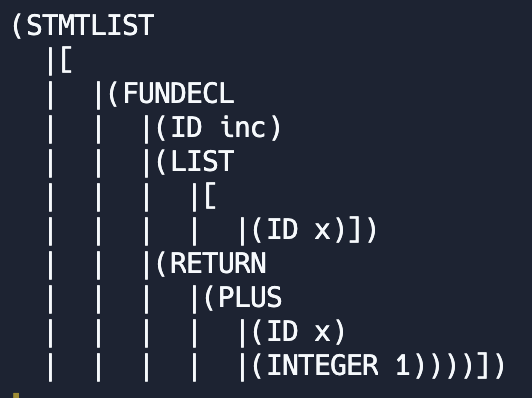 (STMTLIST
|[
| |(FUNDECL
| | |(ID inc)
| | |(LIST
| | | |[
| | | | |(ID x)])
| | |(RETURN
| | | |(PLUS
| | | | |(ID x)
| | | | |(INTEGER 1))))])